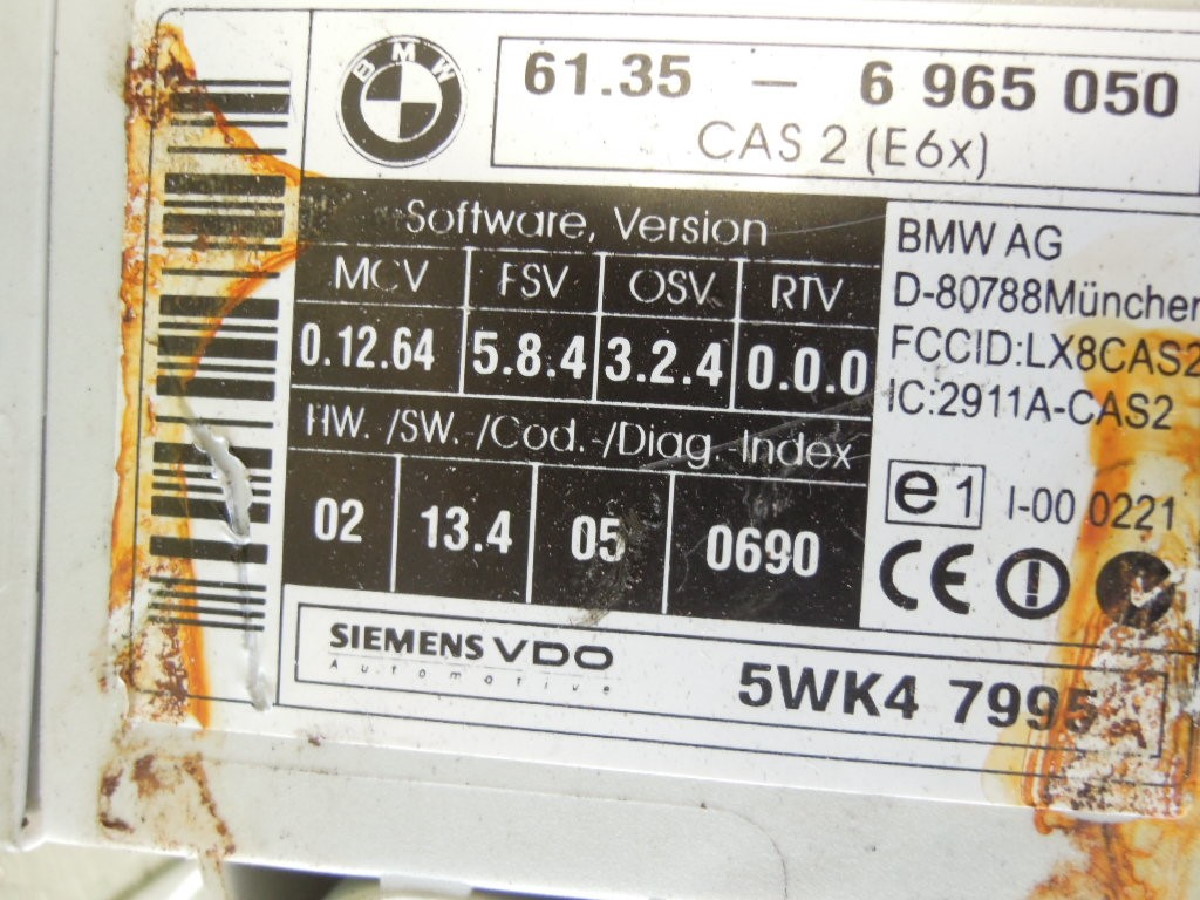 BMW
61.35 – 6 965 050
CAS 2 (E6x)
Software, Version
MCV FSV OSV RTV
0.12.64 5.8.4 3.2.4 0.0.0
HW. /SW.-/Cod.-/Diag.-Index
02 13.4 05 0690
BMW AG
D-80788München
FCCID:LX8CAS2
IC:2911A-CAS2
e1 I-00 0221
CE
SIEMENS VDO
Automotive
5WK4 7995